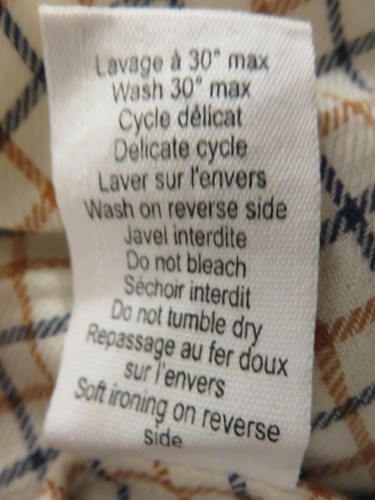 Lavage à 30° max
Wash 30° max
Cycle délicat
Delicate cycle
Laver sur l'envers
Wash on reverse side
Javel interdite
Do not bleach
Séchoir interdit
Do not tumble dry
Repassage au fer doux
sur l'envers
Soft ironing on reverse
side